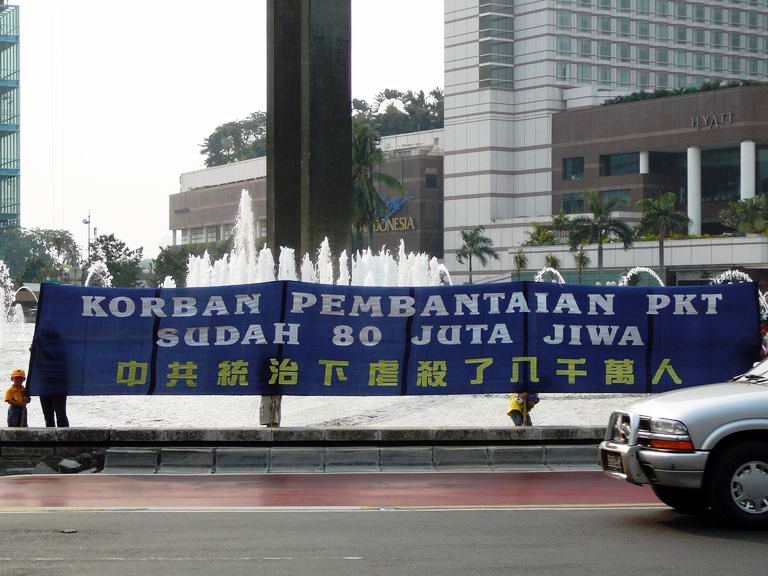 HYATT
INDONESIA
KORBAN PEMBANTAIAN PKT
SUDAH 80 JUTA JIWA
中共統治下虐殺了八千萬人